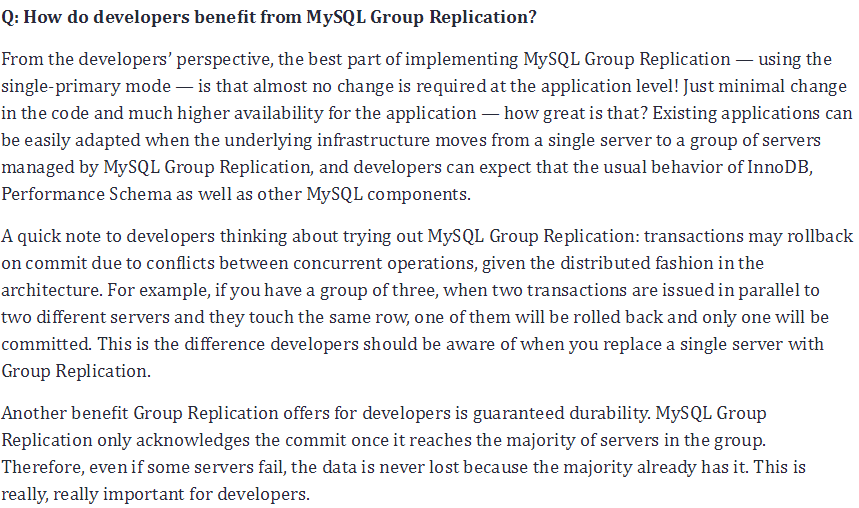 Q: How do developers benefit from MySQL Group Replication?
From the developers’ perspective, the best part of implementing MySQL Group Replication — using the
single-primary mode — is that almost no change is required at the application level! Just minimal change
in the code and much higher availability for the application — how great is that? Existing applications can
be easily adapted when the underlying infrastructure moves from a single server to a group of servers
managed by MySQL Group Replication, and developers can expect that the usual behavior of InnoDB,
Performance Schema as well as other MySQL components.
A quick note to developers thinking about trying out MySQL Group Replication: transactions may rollback
on commit due to conflicts between concurrent operations, given the distributed fashion in the
architecture. For example, if you have a group of three, when two transactions are issued in parallel to
two different servers and they touch the same row, one of them will be rolled back and only one will be
committed. This is the difference developers should be aware of when you replace a single server with
Group Replication.
Another benefit Group Replication offers for developers is guaranteed durability. MySQL Group
Replication only acknowledges the commit once it reaches the majority of servers in the group.
Therefore, even if some servers fail, the data is never lost because the majority already has it. This is
really, really important for developers.